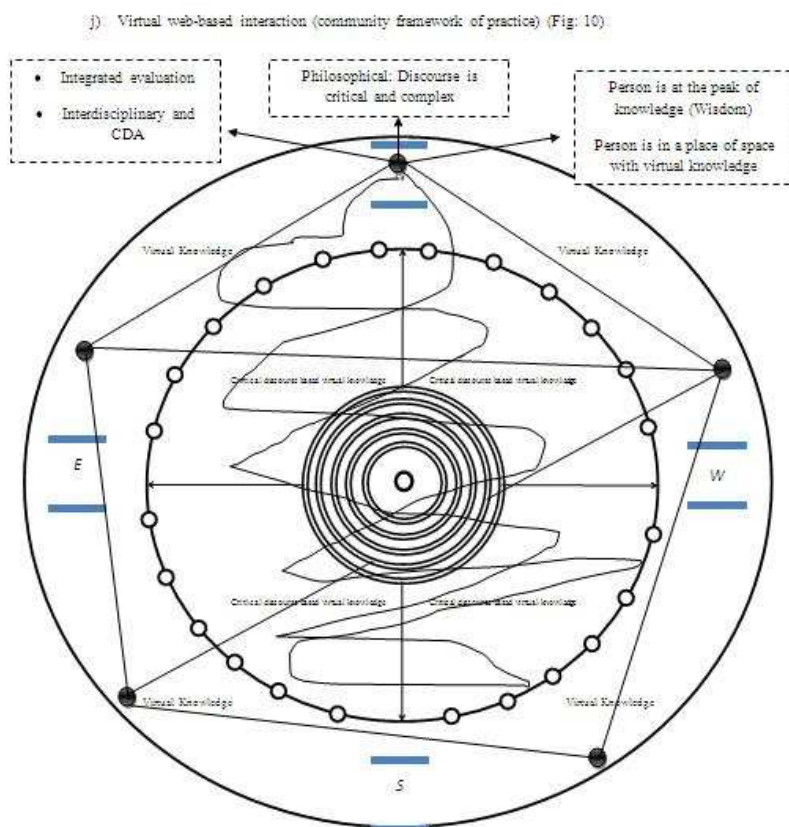 j) Virtual web-based interaction (community framework of practice) (Fig: 10)
• Integrated evaluation
• Interdisciplinary and
CDA
Philosophical: Discourse is
critical and complex
Person is at the peak of
knowledge (Wisdom)
Person is in a place of space
with virtual knowledge
Virtual Knowledge
Virtual Knowledge
Critical discourse based virtual knowledge
Critical discourse based virtual knowledge
E
W
Critical discourse based virtual knowledge
Critical discourse based virtual knowledge
Virtual Knowledge
Virtual Knowledge
S